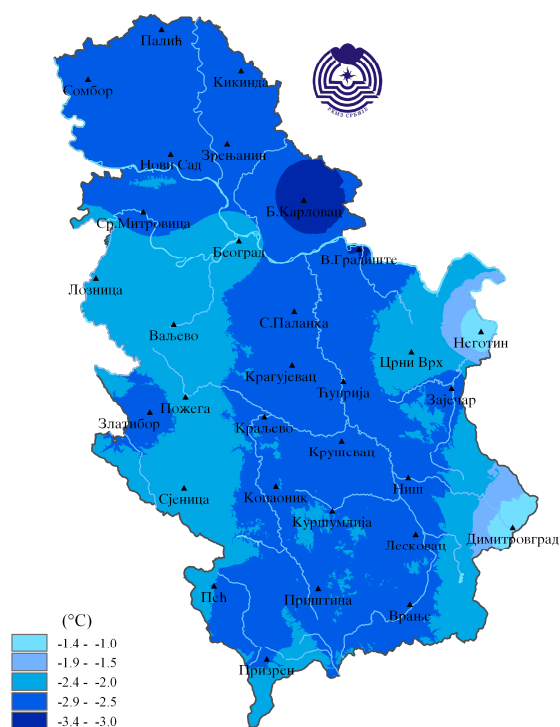 Палић
Кикинда
Сомбор
РХМЗ СРБИЈЕ
Зрењанин
Нови Сад
Б.Карловац
Ср.Митровица
Београд
В.Градиште
Лозница
С.Паланка
Ваљево
Неготин
Црни Врх
Крагујевац
Ћуприја
Зајечар
Пожега
Златибор
Краљево
Крушевац
Ниш
Сјеница
Копаоник
Куршумлија
Лесковац
Димитровград
Пећ
Приштина
Врање
Призрен
(°C)
-1.4 - -1.0
-1.9 - -1.5
-2.4 - -2.0
-2.9 - -2.5
-3.4 - -3.0